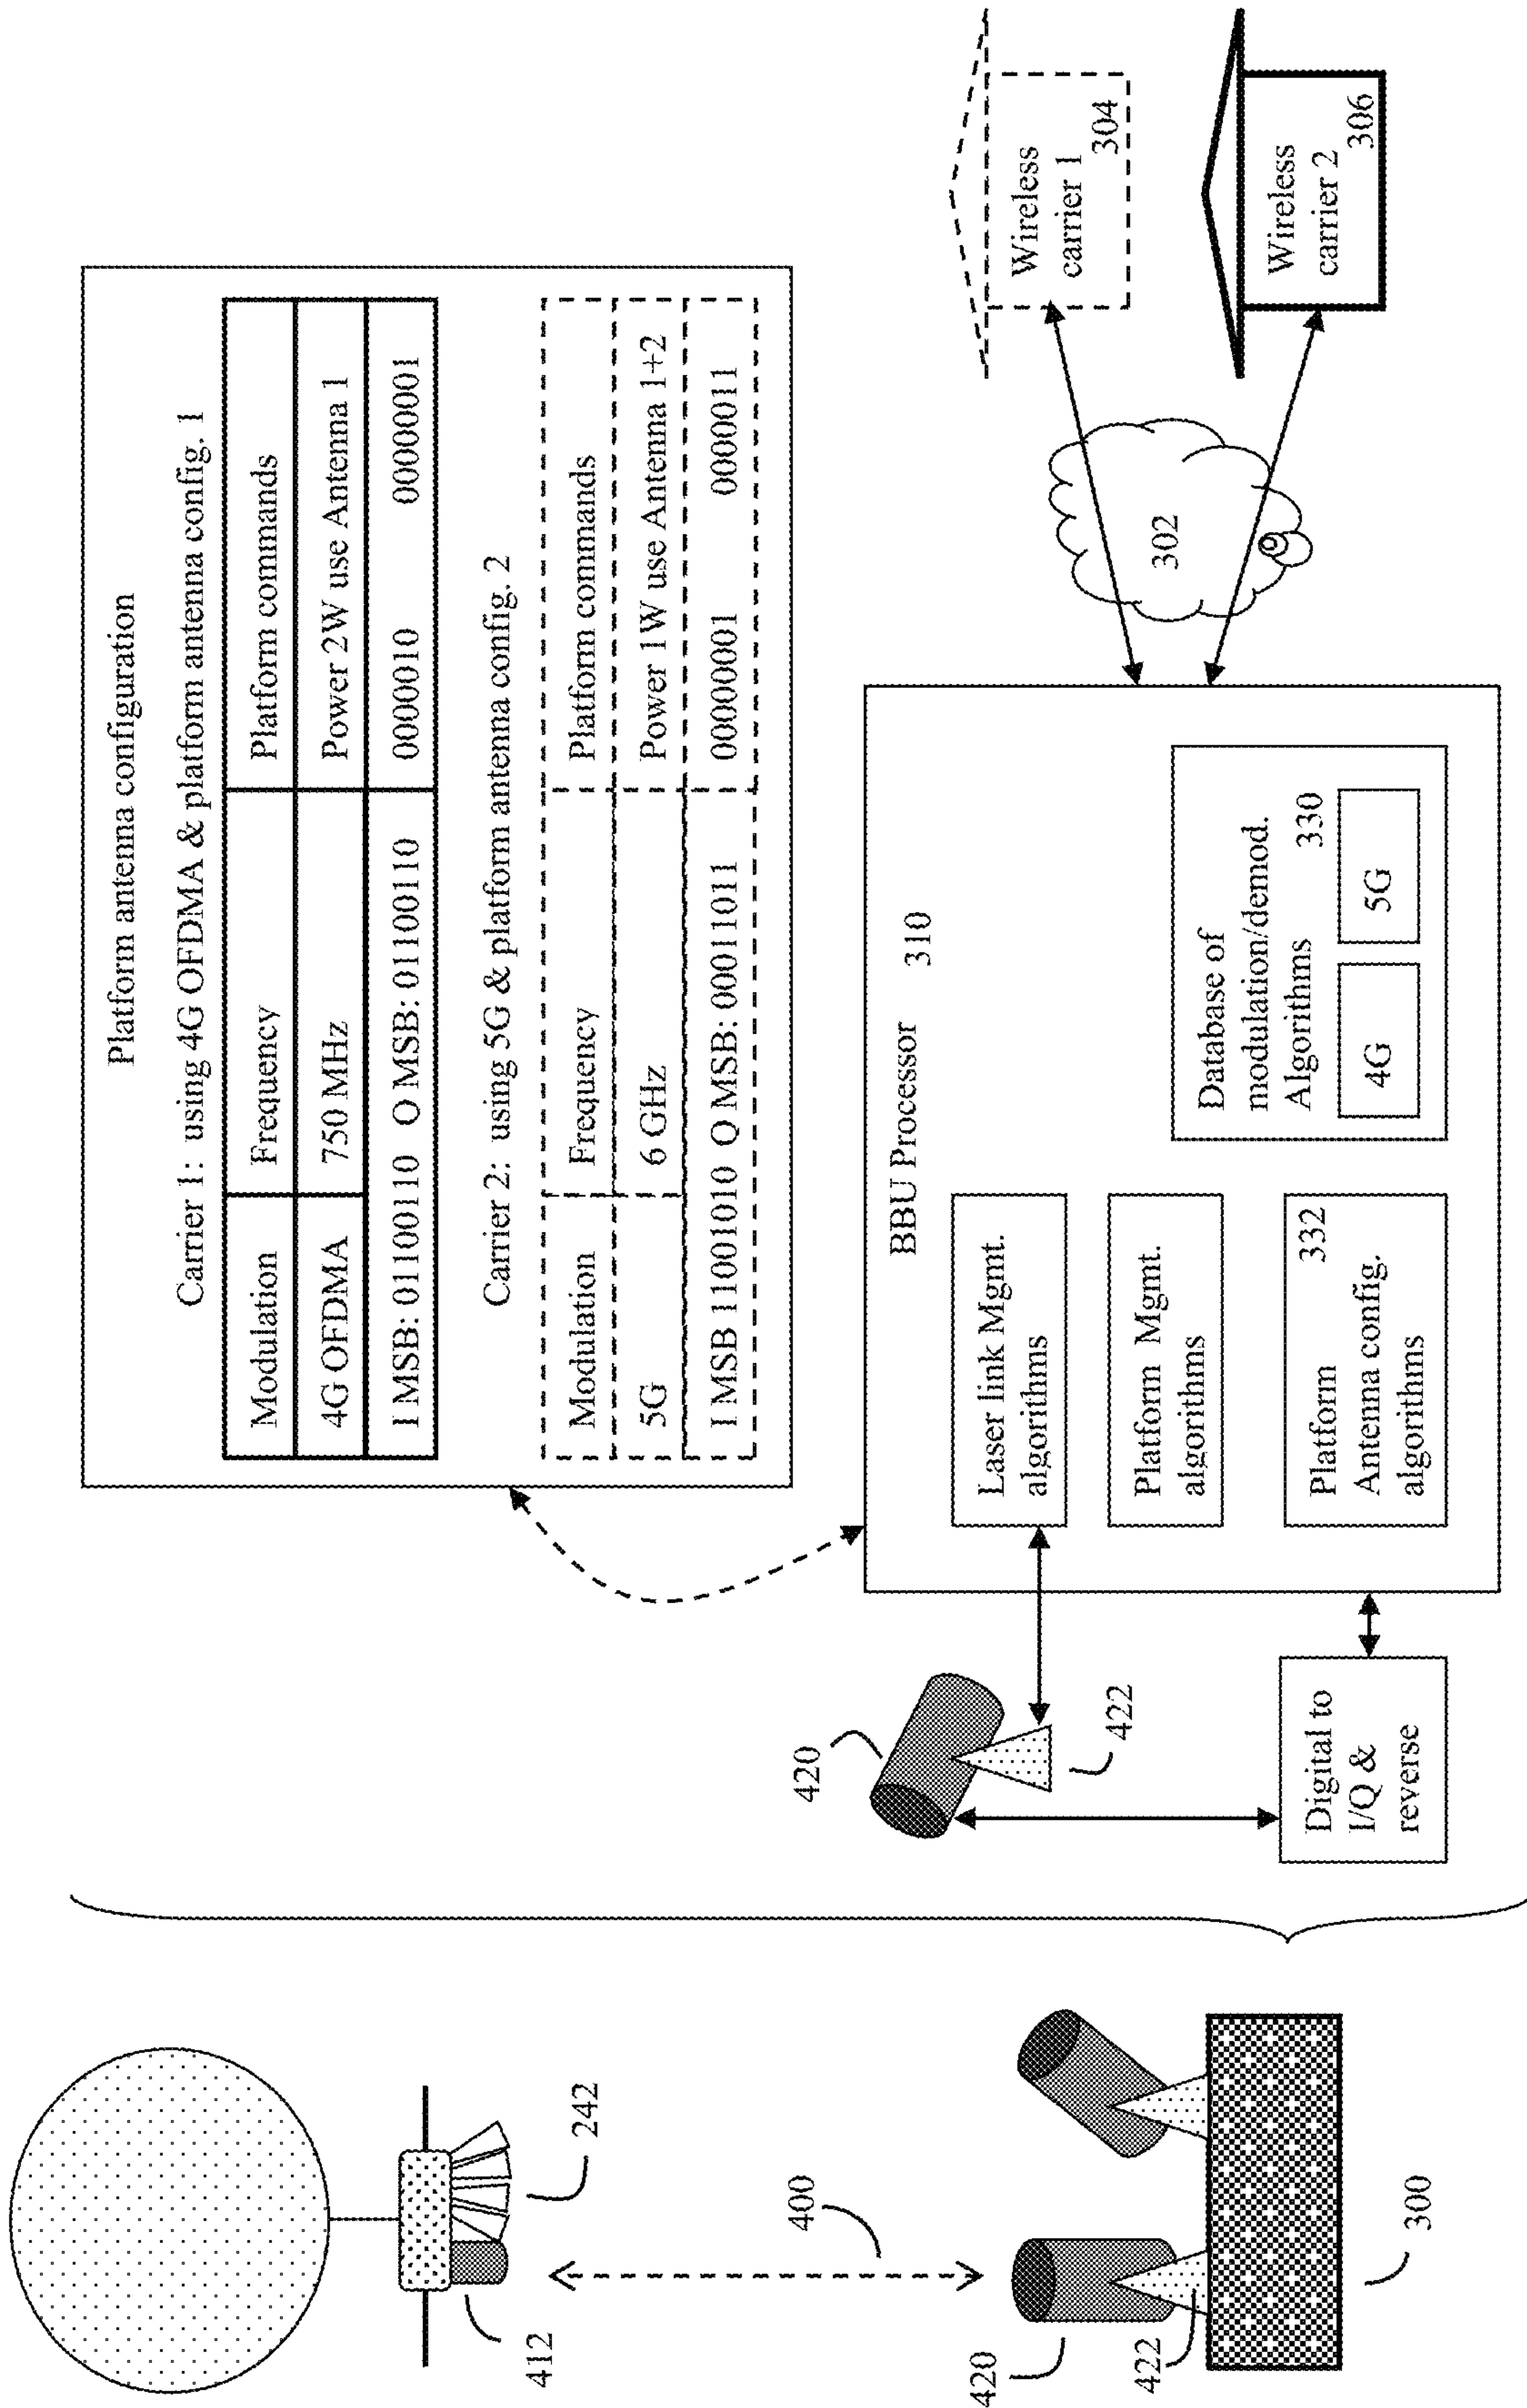 Platform antenna configuration
Carrier 1: using 4G OFDMA & platform antenna config. 1
Modulation Frequency Platform commands
4G OFDMA 750 MHz Power 2W use Antenna 1
I MSB: 01100110 Q MSB: 01100110 0000010 00000001
Carrier 2: using 5G & platform antenna config. 2
Modulation Frequency Platform commands
5G 6 GHz Power 1W use Antenna 1+2
I MSB 11001010 Q MSB: 00011011 00000001 0000011
412
242
400
420
422
300
420
422
Digital to
I/Q &
reverse
BBU Processor
310
Laser link Mgmt.
algorithms
Platform Mgmt.
algorithms
Platform 332
Antenna config.
algorithms
Database of
modulation/demod.
Algorithms 330
4G 5G
302
Wireless
carrier 1
304
Wireless
carrier 2
306